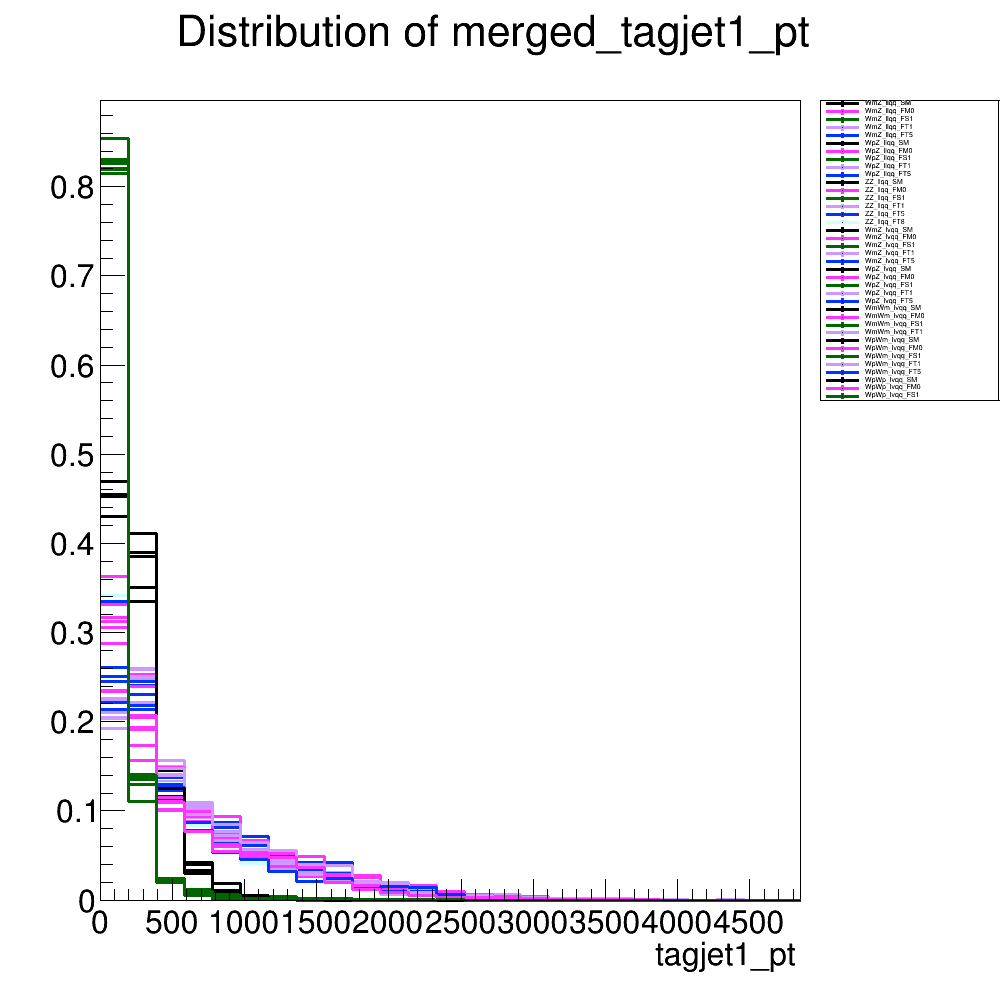 Distribution of merged_tagjet1_pt
WmZ_llqq_SM
WmZ_llqq_FM0
WmZ_llqq_FS1
WmZ_llqq_FT1
WmZ_llqq_FT5
WpZ_llqq_SM
WpZ_llqq_FM0
WpZ_llqq_FS1
WpZ_llqq_FT1
WpZ_llqq_FT5
ZZ_llqq_SM
ZZ_llqq_FM0
ZZ_llqq_FS1
ZZ_llqq_FT1
ZZ_llqq_FT5
ZZ_llqq_FT8
WmZ_lvqq_SM
WmZ_lvqq_FM0
WmZ_lvqq_FS1
WmZ_lvqq_FT1
WmZ_lvqq_FT5
WpZ_lvqq_SM
WpZ_lvqq_FM0
WpZ_lvqq_FS1
WpZ_lvqq_FT1
WpZ_lvqq_FT5
WmWm_lvqq_SM
WmWm_lvqq_FM0
WmWm_lvqq_FS1
WmWm_lvqq_FT1
WpWm_lvqq_SM
WpWm_lvqq_FM0
WpWm_lvqq_FS1
WpWm_lvqq_FT1
WpWm_lvqq_FT5
WpWp_lvqq_SM
WpWp_lvqq_FM0
WpWp_lvqq_FS1
0.8
0.7
0.6
0.5
0.4
0.3
0.2
0.1
0
0 500 1000 1500 2000 2500 3000 3500 4000 4500
tagjet1_pt